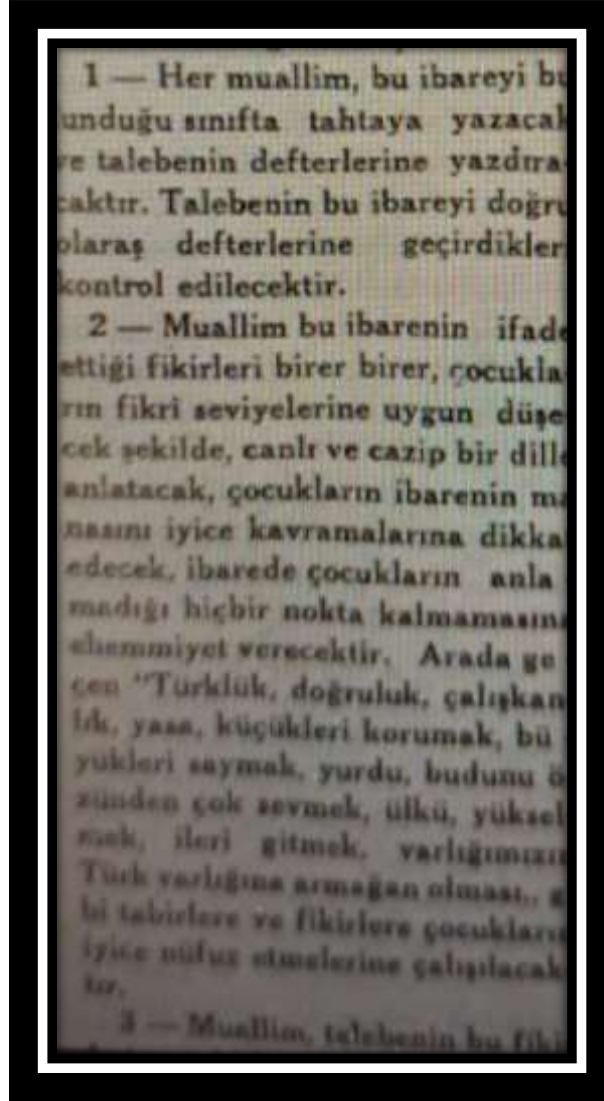 1 — Her muallim, bu ibareyi bu
unduğu sınıfta tahtaya yazacak
ve talebenin defterlerine yazdıra-
caktır. Talebenin bu ibareyi doğru
olaraş defterlerine geçirdikler
kontrol edilecektir.
2 — Muallim bu ibarenin ifade
ettiği fikirleri birer birer, çocukla-
rın fikrî seviyelerine uygun düşe-
cek şekilde, canlı ve cazip bir dille
anlatacak, çocukların ibarenin ma
nasını iyice kavramalarına dikka
edecek, ibarede çocukların anla
madığı hiçbir nokta kalmamasına
ehemmiyet verecektir. Arada ge
çen "Türklük, doğruluk, çalışkan
lık, yasa, küçükleri korumak, bü
yükleri saymak, yurdu, budunu ö
zünden çok sevmek, ülkü, yüksel
mek, ileri gitmek, varlığımızın
Türk varlığına armağan olması,, g
bi tabirlere ve fikirlere çocukların
iyice nüfuz etmelerine çalışılacak
tır.
3 — Muallim, talebenin bu fiki